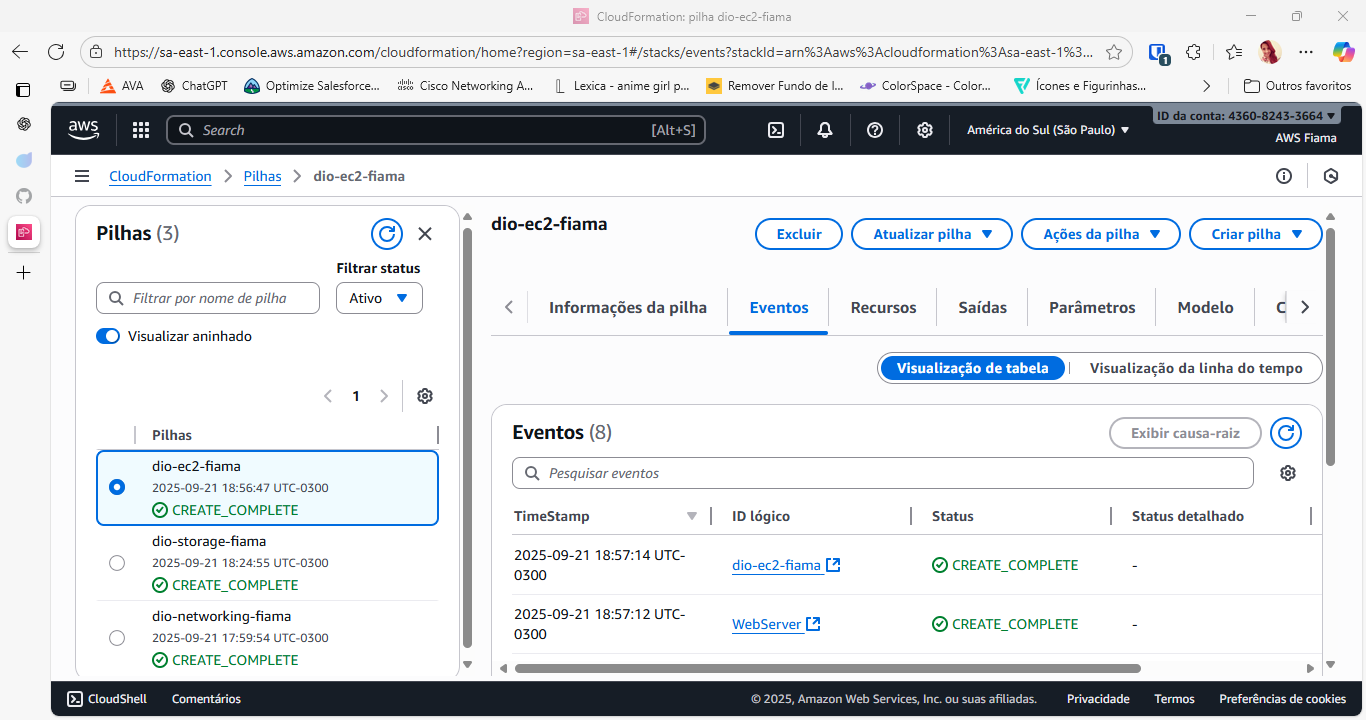 CloudFormation: pilha dio-ec2-fiama
https://sa-east-1.console.aws.amazon.com/cloudformation/home?region=sa-east-1#/stacks/events?stackId=arn%3Aaws%3Acloudformation%3Asa-east-1%3...
1
AVA
ChatGPT
Optimize Salesforce...
Cisco Networking A...
Lexica - anime girl p...
Remover Fundo de I...
ColorSpace - Color...
Ícones e Figurinhas...
Outros favoritos
aws
Search
[Alt+S]
América do Sul (São Paulo)
ID da conta: 4360-8243-3664
AWS Fiama
CloudFormation
Pilhas
dio-ec2-fiama
Pilhas (3)
Filtrar status
Filtrar por nome de pilha
Ativo
Visualizar aninhado
1
Pilhas
dio-ec2-fiama
2025-09-21 18:56:47 UTC-0300
CREATE_COMPLETE
dio-storage-fiama
2025-09-21 18:24:55 UTC-0300
CREATE_COMPLETE
dio-networking-fiama
2025-09-21 17:59:54 UTC-0300
CREATE_COMPLETE
dio-ec2-fiama
Excluir
Atualizar pilha
Ações da pilha
Criar pilha
Informações da pilha
Eventos
Recursos
Saídas
Parâmetros
Modelo
Visualização de tabela
Visualização da linha do tempo
Eventos (8)
Exibir causa-raiz
Pesquisar eventos
TimeStamp
ID lógico
Status
Status detalhado
2025-09-21 18:57:14 UTC-
0300
dio-ec2-fiama
CREATE_COMPLETE
-
2025-09-21 18:57:12 UTC-
0300
WebServer
CREATE_COMPLETE
-
CloudShell
Comentários
© 2025, Amazon Web Services, Inc. ou suas afiliadas.
Privacidade
Termos
Preferências de cookies